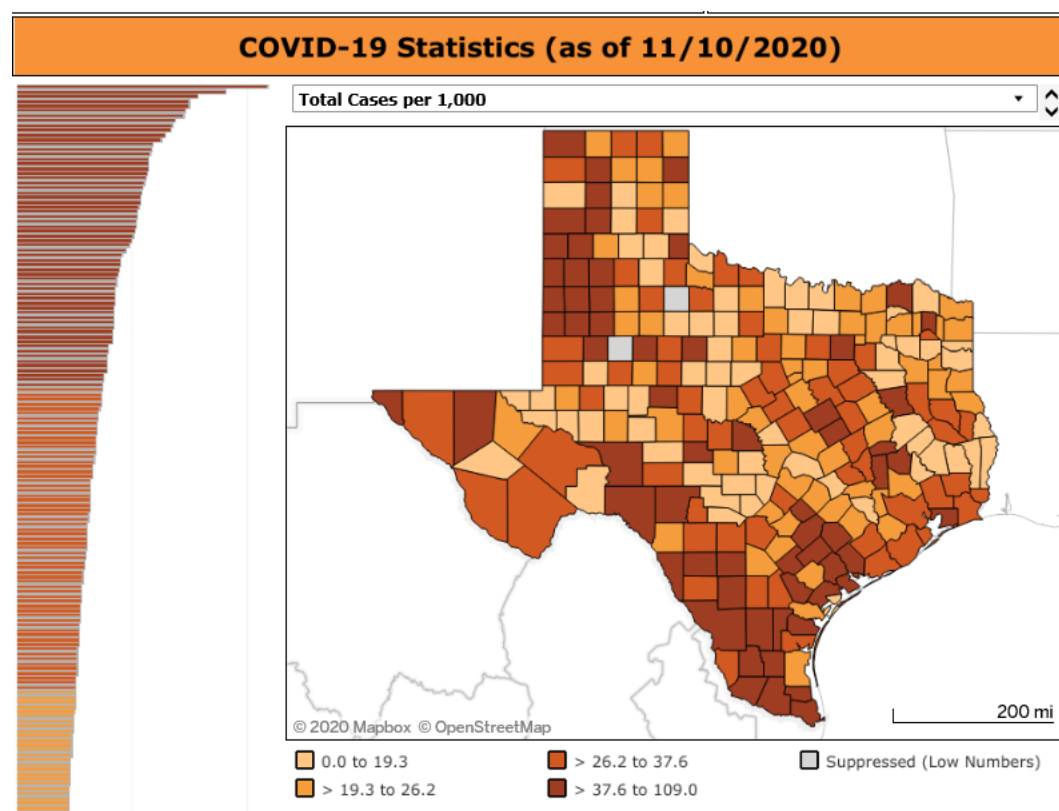 COVID-19 Statistics (as of 11/10/2020)
Total Cases per 1,000
200 mi
© 2020 Mapbox © OpenStreetMap
0.0 to 19.3
> 26.2 to 37.6
Suppressed (Low Numbers)
> 19.3 to 26.2
> 37.6 to 109.0